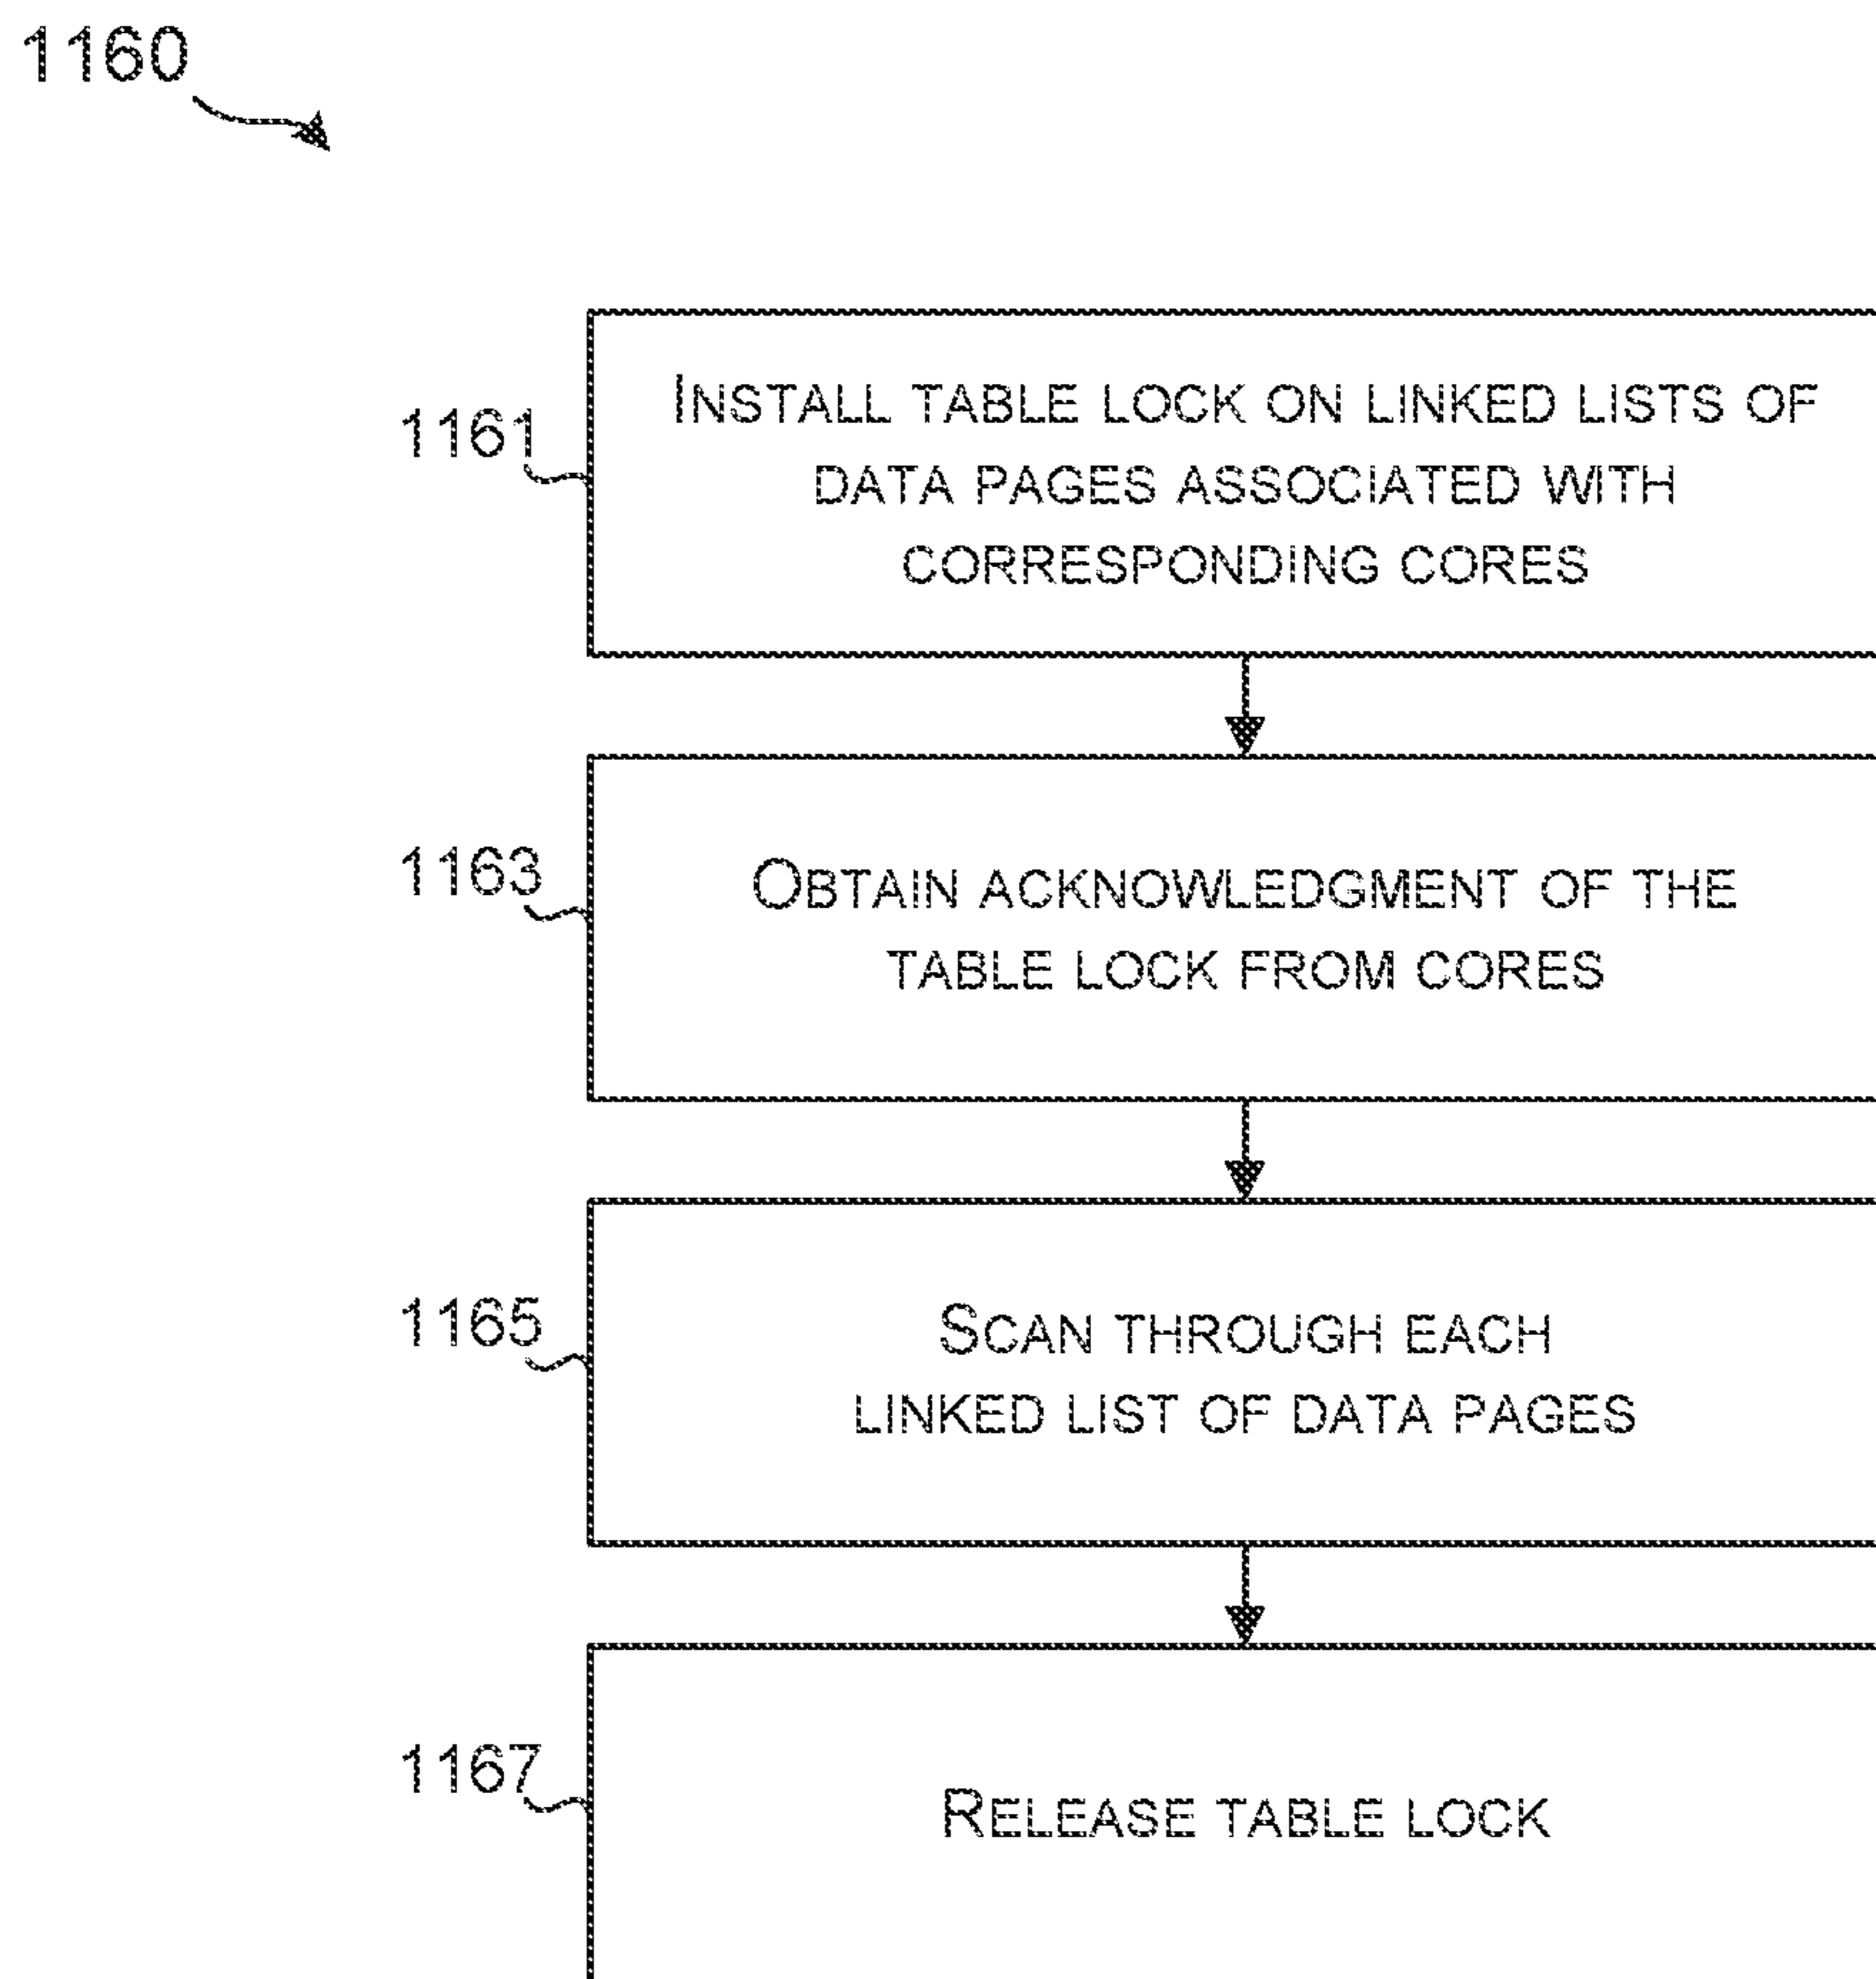 1160
1161
INSTALL TABLE LOCK ON LINKED LISTS OF
DATA PAGES ASSOCIATED WITH
CORRESPONDING CORES
1163
OBTAIN ACKNOWLEDGMENT OF THE
TABLE LOCK FROM CORES
1165
SCAN THROUGH EACH
LINKED LIST OF DATA PAGES
1167
RELEASE TABLE LOCK